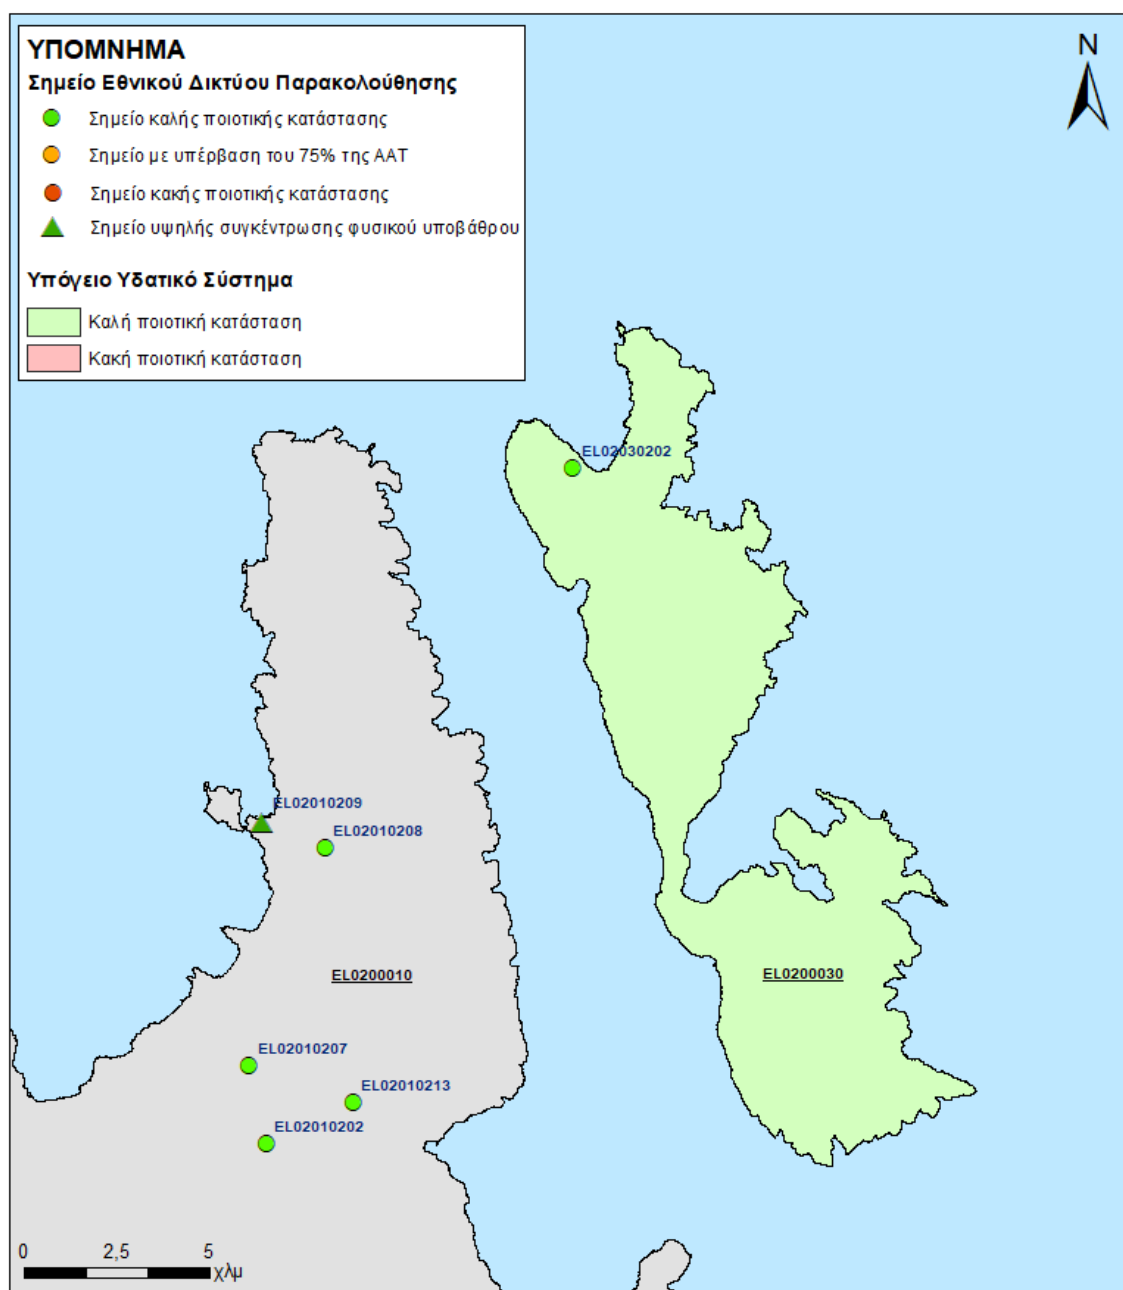 ΥΠΟΜΝΗΜΑ
Σημείο Εθνικού Δικτύου Παρακολούθησης
Σημείο καλής ποιοτικής κατάστασης
Σημείο με υπέρβαση του 75% της ΑΑΤ
Σημείο κακής ποιοτικής κατάστασης
Σημείο υψηλής συγκέντρωσης φυσικού υποβάθρου
Υπόγειο Υδατικό Σύστημα
Καλή ποιοτική κατάσταση
Κακή ποιοτική κατάσταση
N
EL02030202
EL02010209
EL02010208
EL0200010
EL0200030
EL02010207
EL02010213
EL02010202
0 2,5 5
χλμ